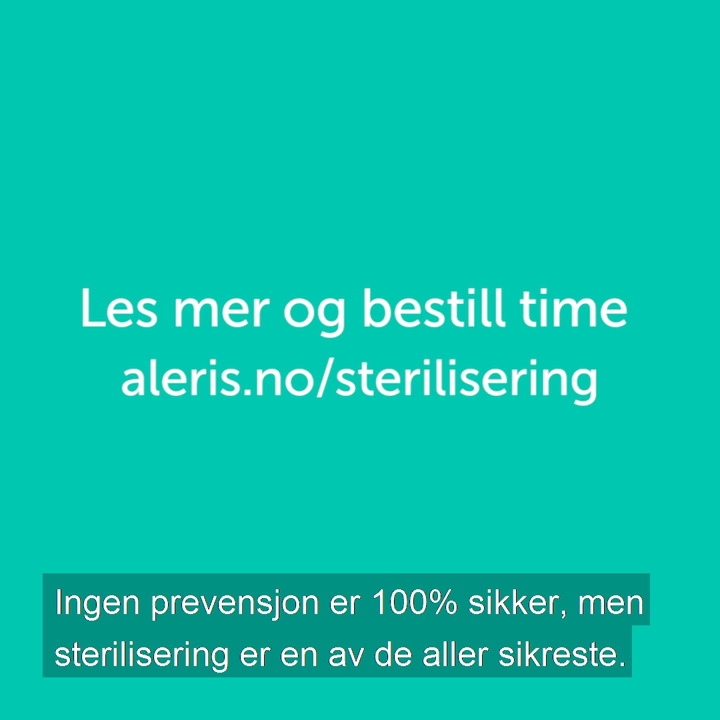 Les mer og bestill time
aleris.no/sterilisering
Ingen prevensjon er 100% sikker, men
sterilisering er en av de aller sikreste.